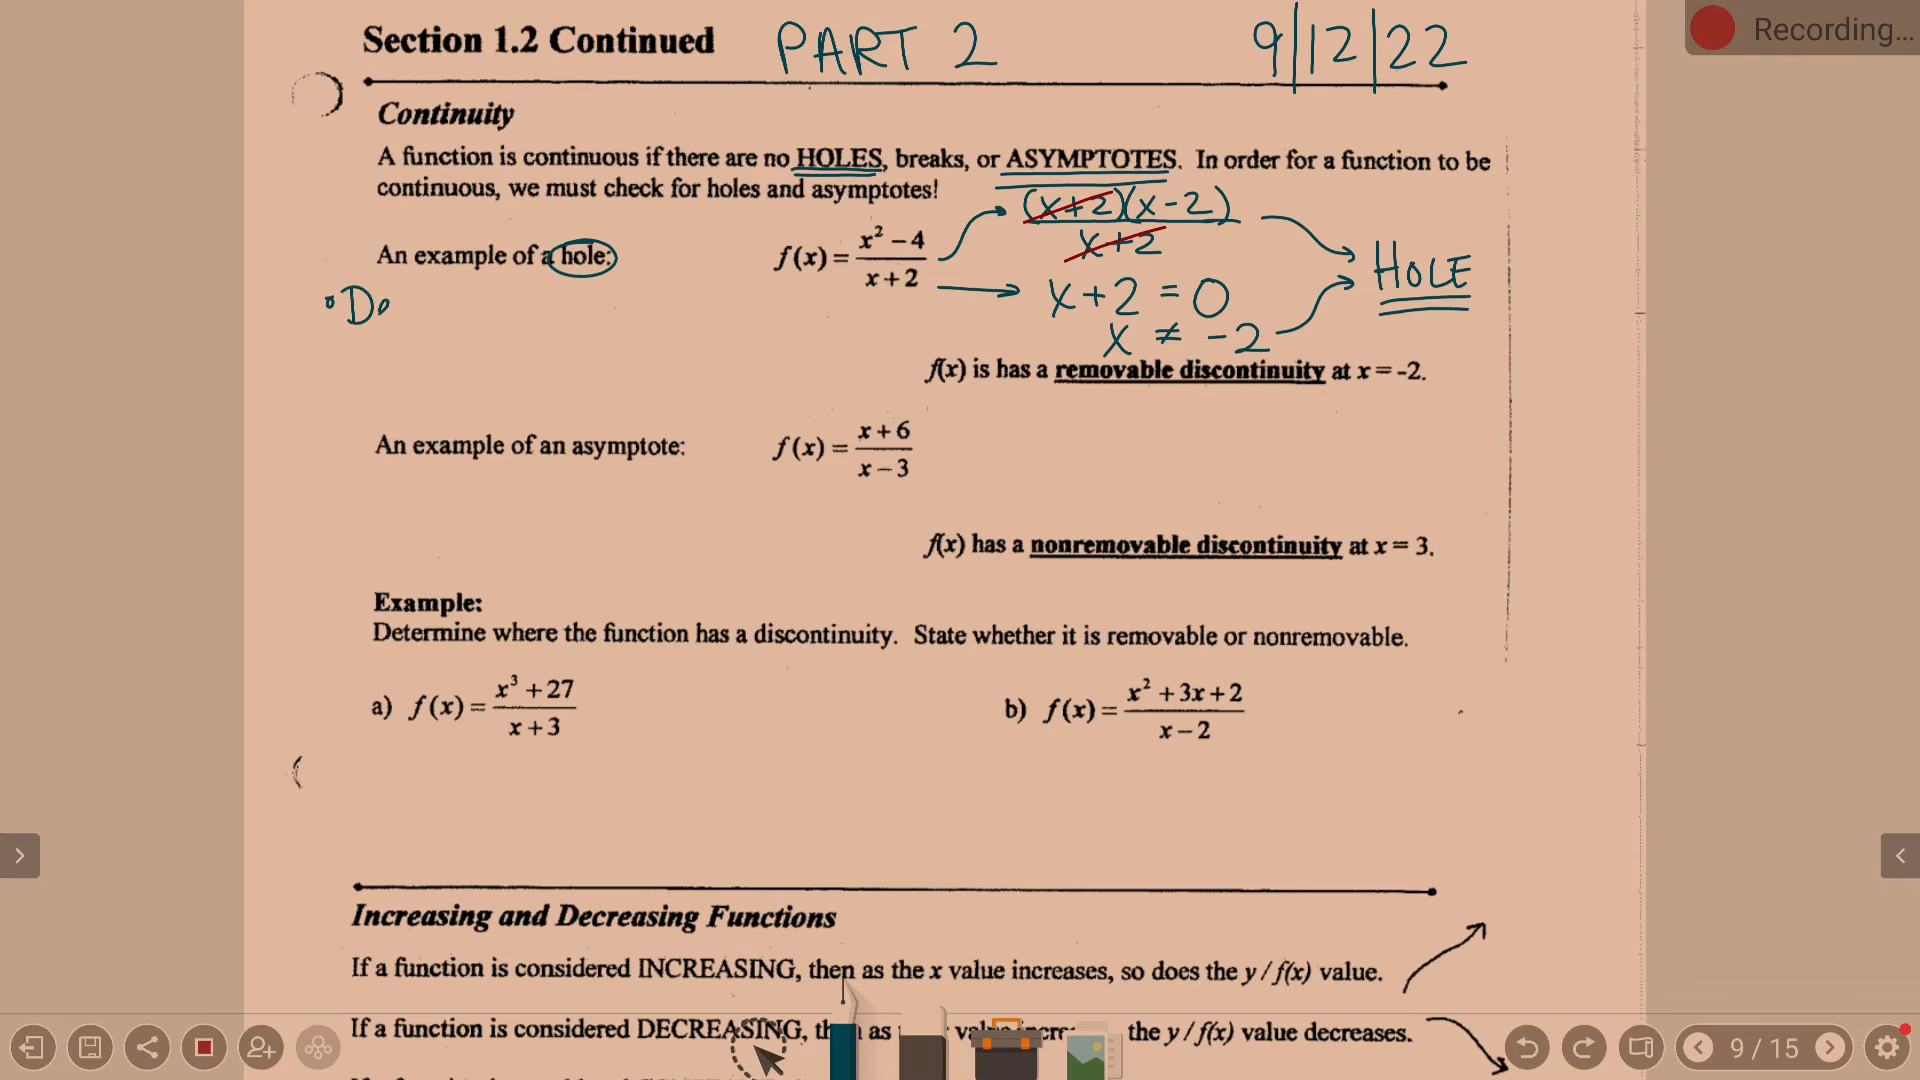 Section 1.2 Continued PART 2 9/12/22
Recording...
Continuity
A function is continuous if there are no HOLES, breaks, or ASYMPTOTES. In order for a function to be
continuous, we must check for holes and asymptotes!
An example of a hole: f(x) = (x² − 4)/(x + 2) (x+2)(x-2)/(x+2) HOLE
• Do x+2 = 0
x ≠ -2
f(x) is has a removable discontinuity at x = -2.
An example of an asymptote: f(x) = (x + 6)/(x − 3)
f(x) has a nonremovable discontinuity at x = 3.
Example:
Determine where the function has a discontinuity. State whether it is removable or nonremovable.
a) f(x) = (x³ + 27)/(x + 3) b) f(x) = (x² + 3x + 2)/(x − 2)
Increasing and Decreasing Functions
If a function is considered INCREASING, then as the x value increases, so does the y / f(x) value.
If a function is considered DECREASING, as the y / f(x) value decreases.
9 / 15